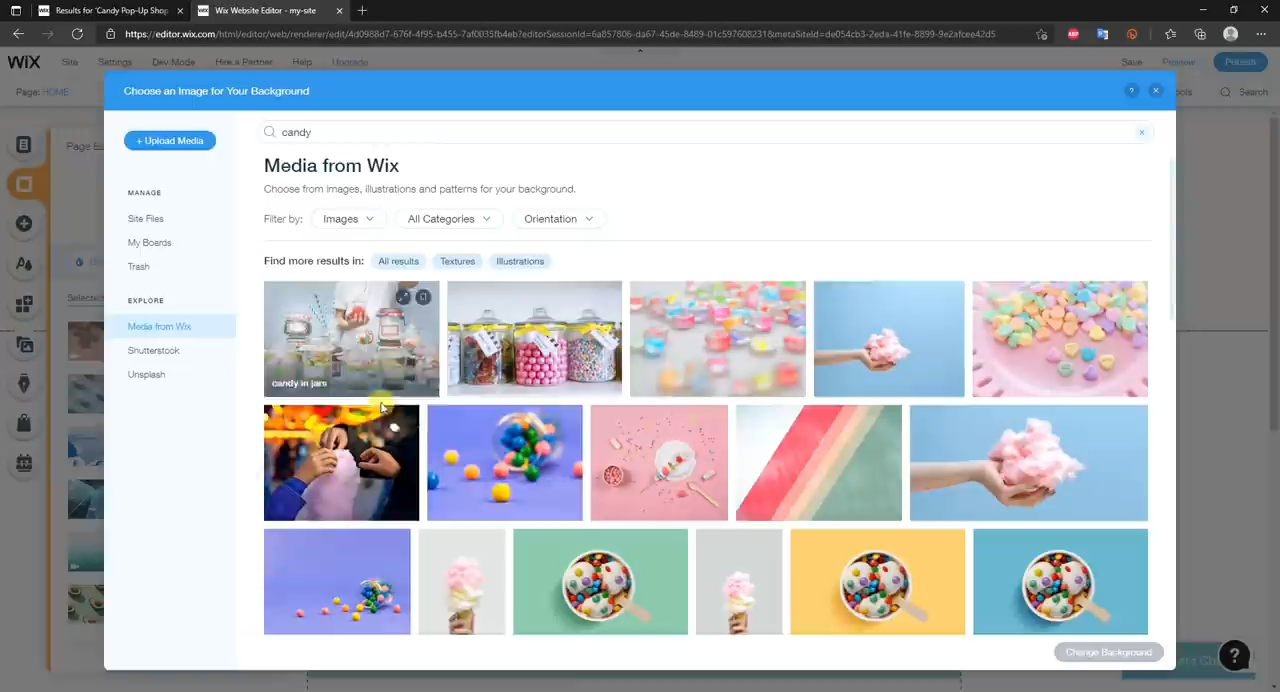 Results for 'Candy Pop-Up Shop
Wix Website Editor - my-site
https://editor.wix.com/html/editor/web/renderer/edit/4d0988d7-676f-4f95-b455-7af0035fb4eb?editorSessionId=6a857806-da67-45de-8489-01c5976082318&metaSiteId=de054cb3-2eda-41fe-8899-9e2afcee42d5
WIX Site Settings Dev Mode Hire a Partner Help Upgrade Save Preview Publish
Page: HOME Search
Choose an Image for Your Background
?
+ Upload Media
candy
Page
MANAGE
Site Files
My Boards
Trash
EXPLORE
Media from Wix
Shutterstock
Unsplash
Media from Wix
Choose from images, illustrations and patterns for your background.
Filter by: Images All Categories Orientation
Find more results in: All results Textures Illustrations
Selected
candy in jars
Change Background
?